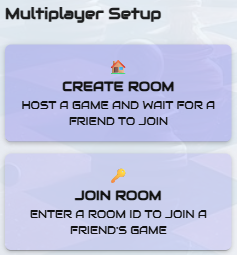 Multiplayer Setup
CREATE ROOM
HOST A GAME AND WAIT FOR A
FRIEND TO JOIN
JOIN ROOM
ENTER A ROOM ID TO JOIN A
FRIEND'S GAME